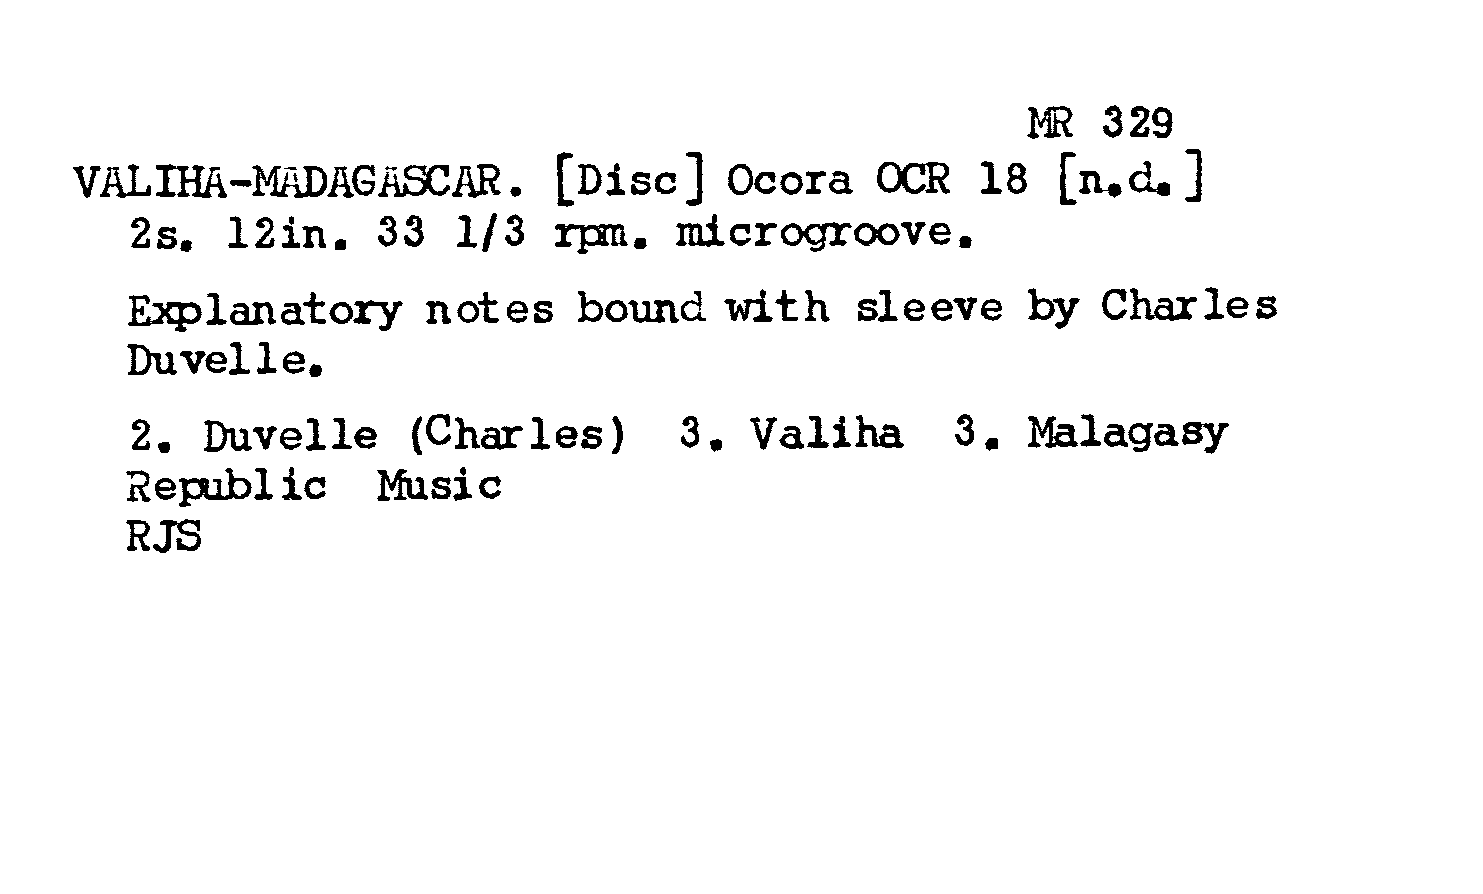 MR 329
VALIHA-MADAGASCAR. [Disc] Ocora OCR 18 [n.d.]
2s. 12in. 33 1/3 rpm. microgroove.
Explanatory notes bound with sleeve by Charles
Duvelle.
2. Duvelle (Charles) 3. Valiha 3. Malagasy
Republic Music
RJS